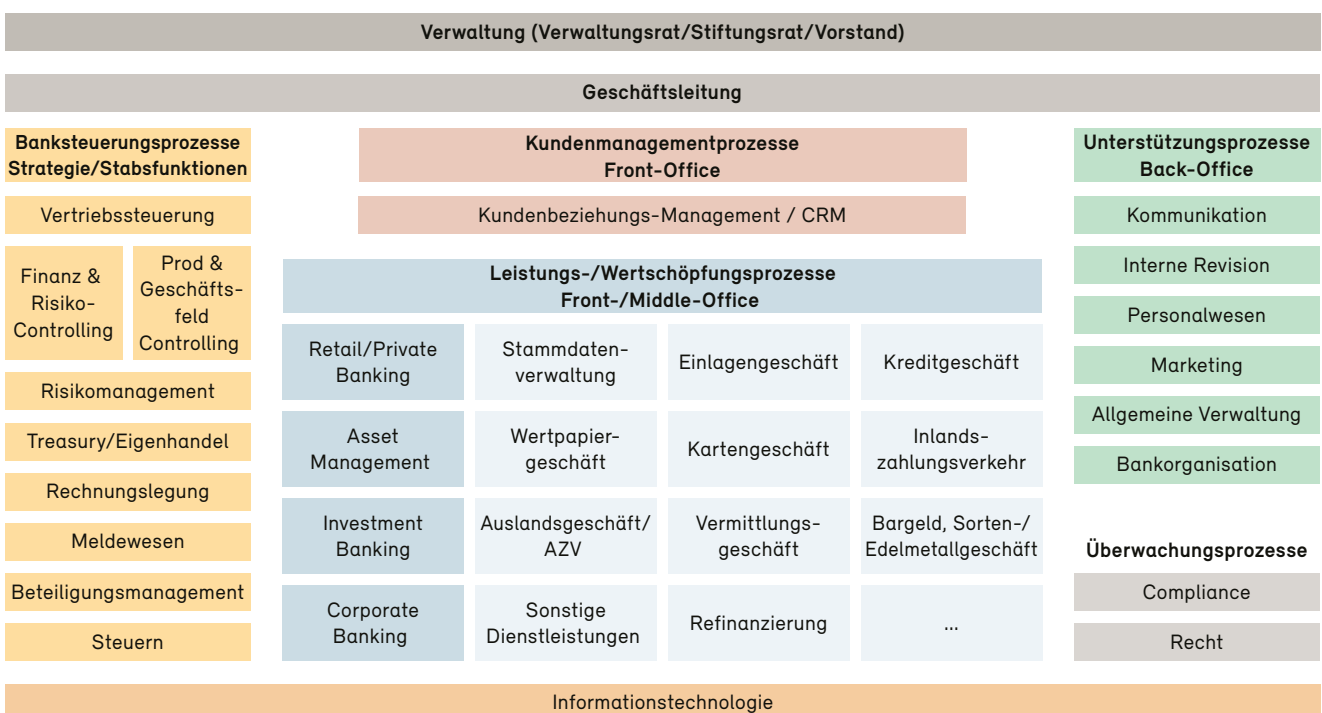 Verwaltung (Verwaltungsrat/Stiftungsrat/Vorstand)
Geschäftsleitung
Banksteuerungsprozesse
Strategie/Stabsfunktionen
Vertriebssteuerung
Finanz &
Risiko-
Controlling
Prod &
Geschäfts-
feld
Controlling
Risikomanagement
Treasury/Eigenhandel
Rechnungslegung
Meldewesen
Beteiligungsmanagement
Steuern
Kundenmanagementprozesse
Front-Office
Kundenbeziehungs-Management / CRM
Leistungs-/Wertschöpfungsprozesse
Front-/Middle-Office
Retail/Private
Banking
Stammdaten-
verwaltung
Einlagengeschäft
Kreditgeschäft
Asset
Management
Wertpapier-
geschäft
Kartengeschäft
Inlands-
zahlungsverkehr
Investment
Banking
Auslandsgeschäft/
AZV
Vermittlungs-
geschäft
Bargeld, Sorten-/
Edelmetallgeschäft
Corporate
Banking
Sonstige
Dienstleistungen
Refinanzierung
...
Unterstützungsprozesse
Back-Office
Kommunikation
Interne Revision
Personalwesen
Marketing
Allgemeine Verwaltung
Bankorganisation
Überwachungsprozesse
Compliance
Recht
Informationstechnologie